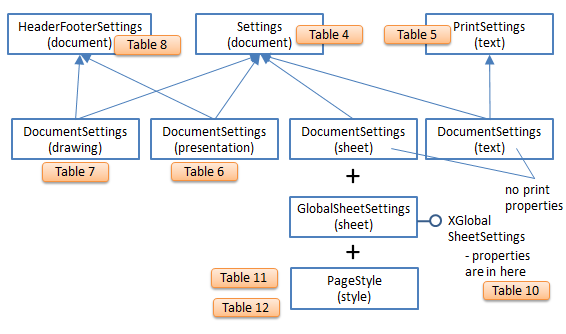 HeaderFooterSettings
(document)
Table 8
Settings
(document)
Table 4
Table 5
PrintSettings
(text)
DocumentSettings
(drawing)
Table 7
DocumentSettings
(presentation)
Table 6
DocumentSettings
(sheet)
DocumentSettings
(text)
no print
properties
+
GlobalSheetSettings
(sheet)
XGlobal
SheetSettings
- properties
are in here
Table 10
+
Table 11
Table 12
PageStyle
(style)